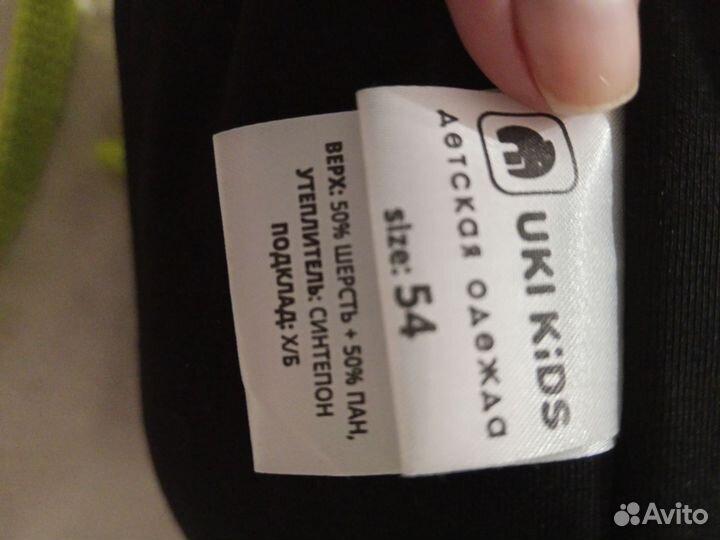 UKI KiDS
Детская одежда
size: 54
ВЕРХ: 50% ШЕРСТЬ + 50% ПАН,
УТЕПЛИТЕЛЬ: СИНТЕПОН
ПОДКЛАД: Х/Б
Avito